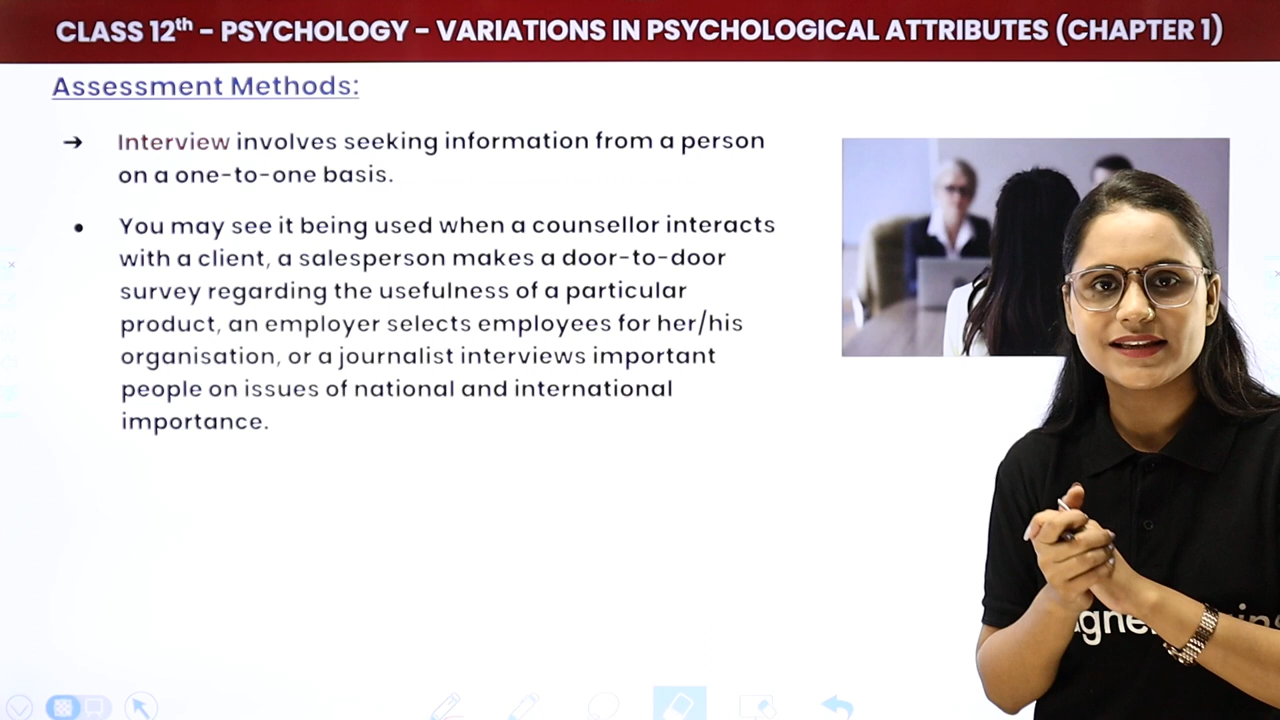 CLASS 12th - PSYCHOLOGY - VARIATIONS IN PSYCHOLOGICAL ATTRIBUTES (CHAPTER 1)
Assessment Methods:
→ Interview involves seeking information from a person
on a one-to-one basis.
• You may see it being used when a counsellor interacts
with a client, a salesperson makes a door-to-door
survey regarding the usefulness of a particular
product, an employer selects employees for her/his
organisation, or a journalist interviews important
people on issues of national and international
importance.